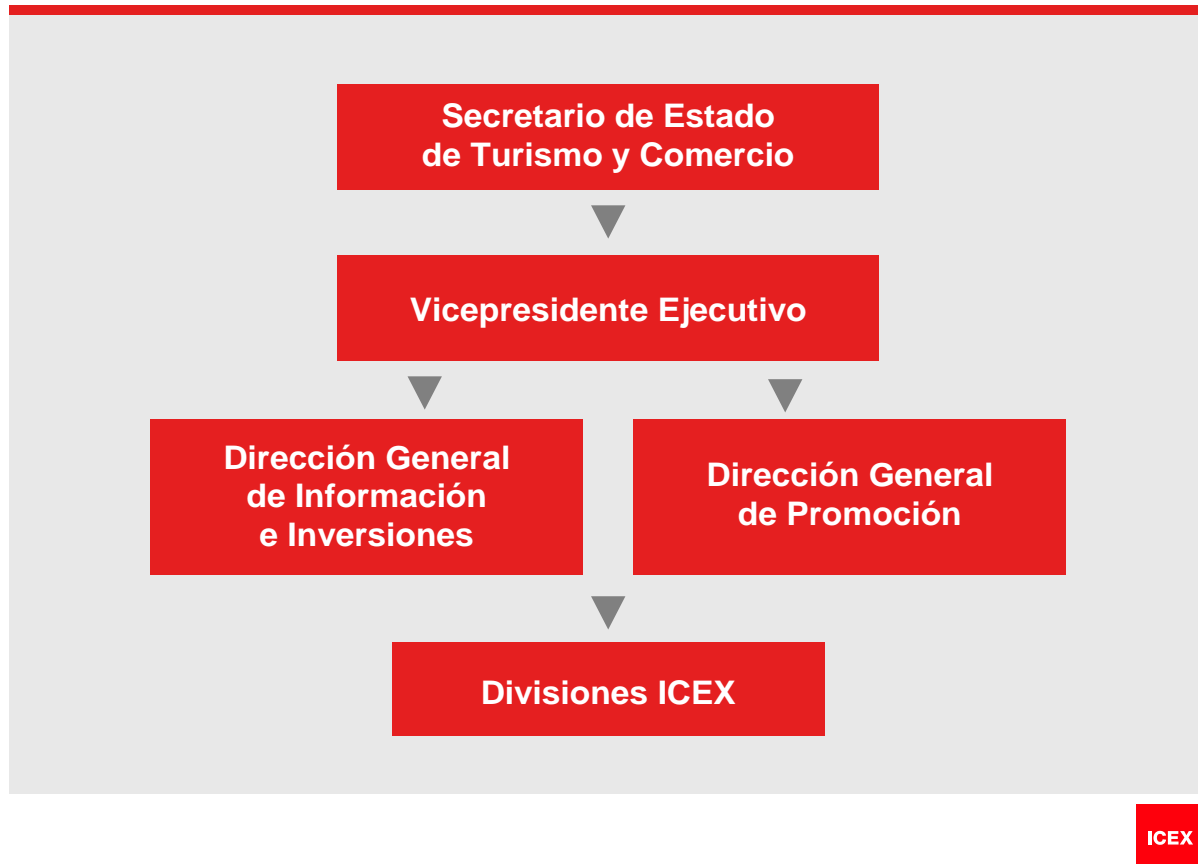 Secretario de Estado
de Turismo y Comercio
Vicepresidente Ejecutivo
Dirección General
de Información
e Inversiones
Dirección General
de Promoción
Divisiones ICEX
ICEX